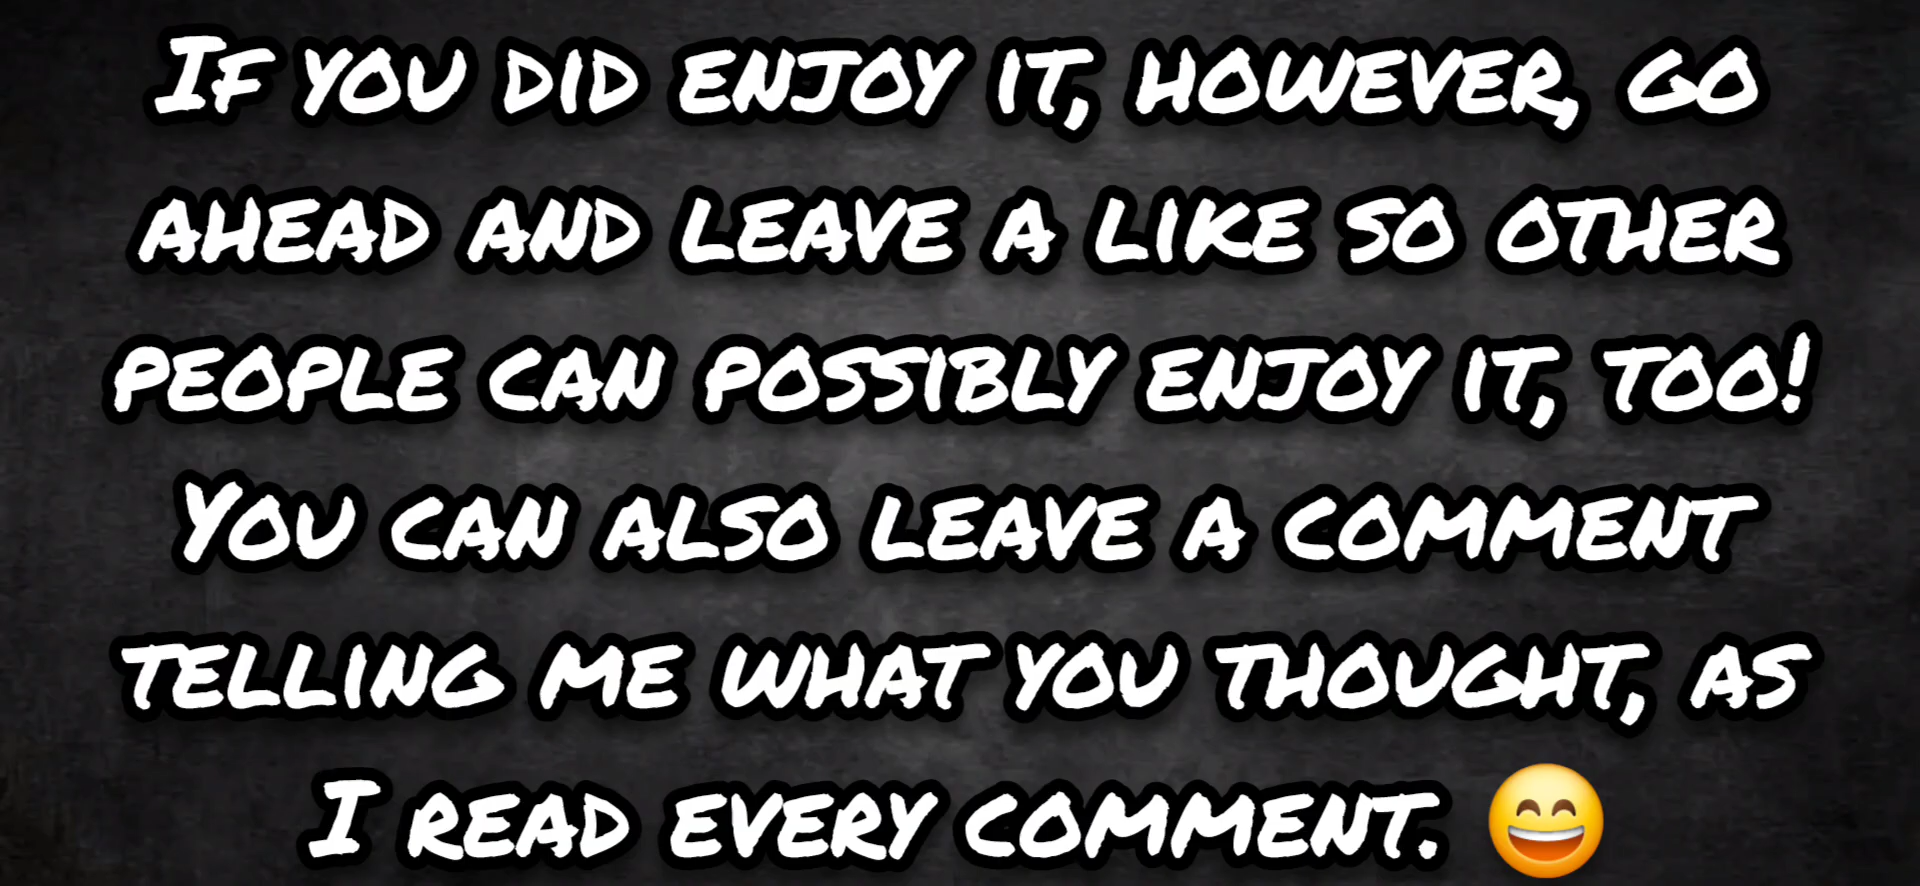 If you did enjoy it, however, go
ahead and leave a like so other
people can possibly enjoy it, too!
You can also leave a comment
telling me what you thought, as
I read every comment. 😄